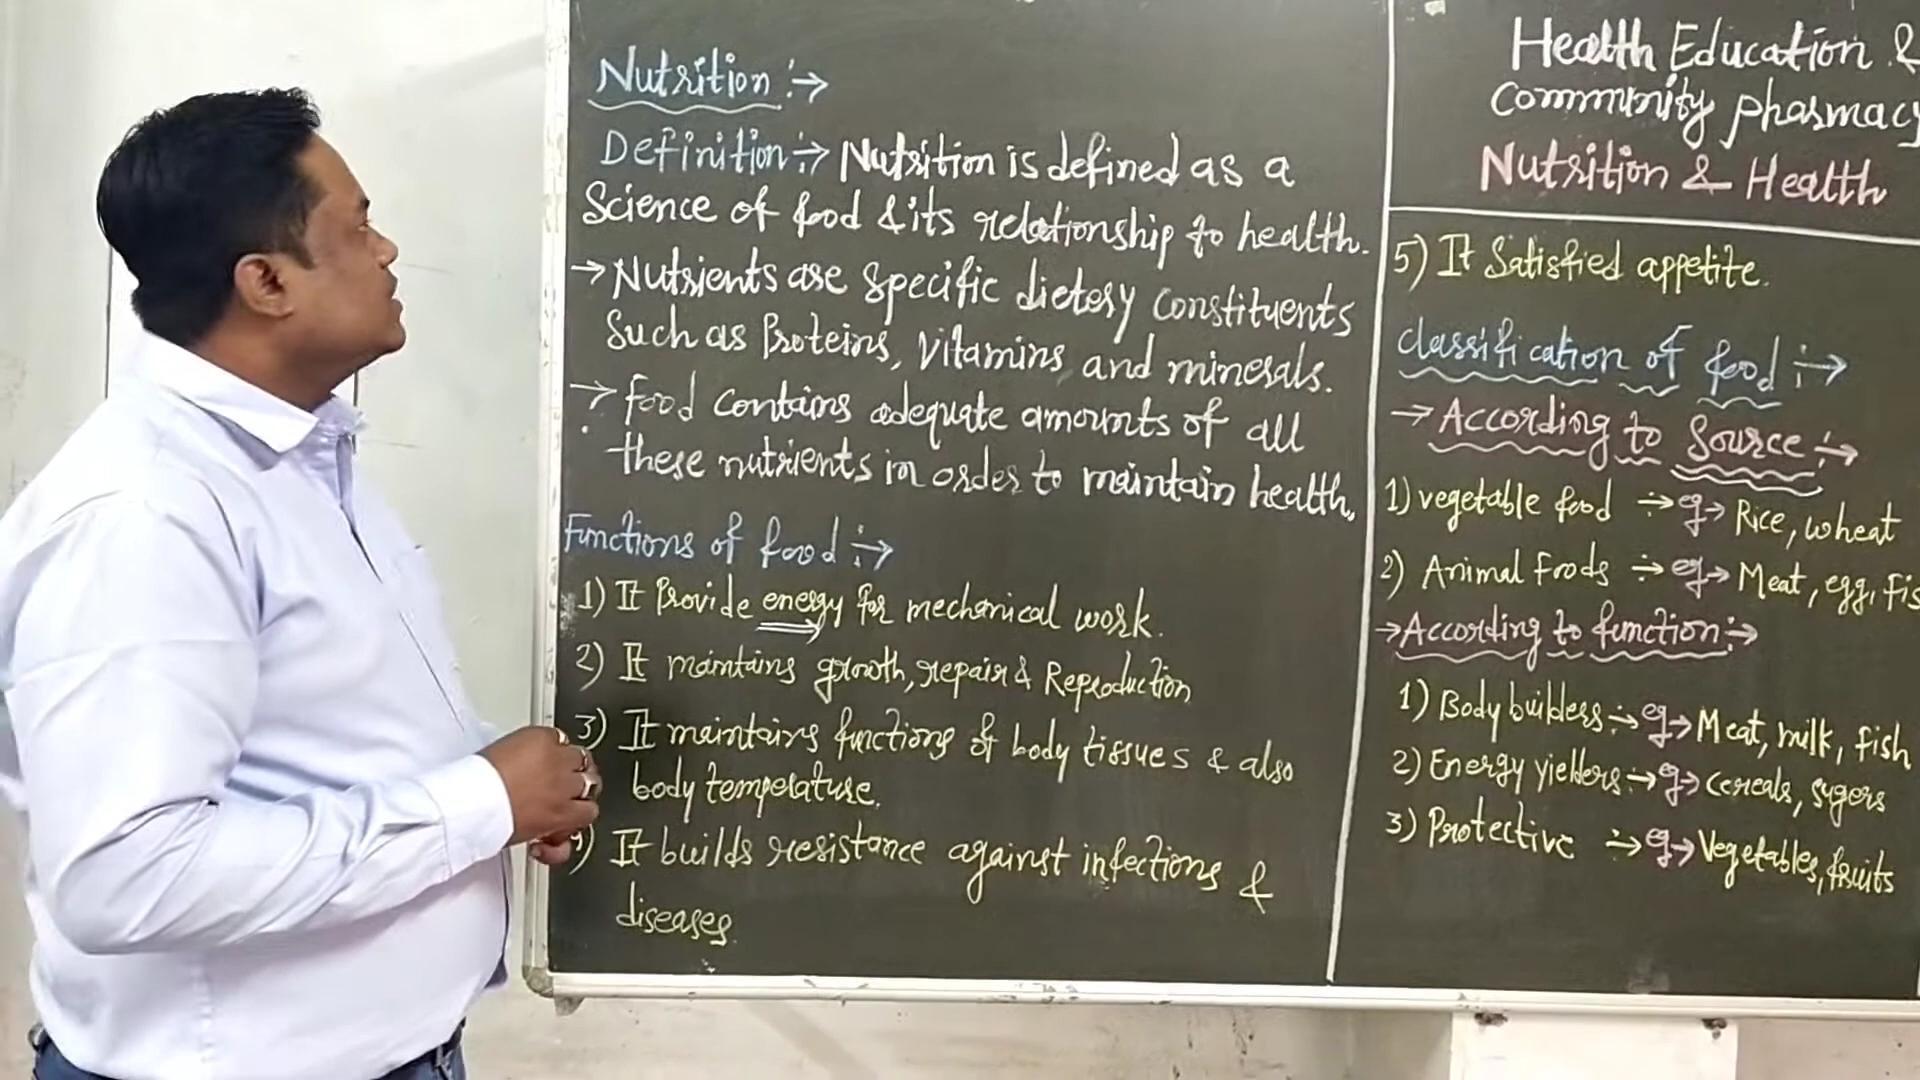 Nutrition :→
Definition :→ Nutrition is defined as a
Science of food & its relationship to health.
→ Nutrients are specific dietery constituents
Such as Proteins, Vitamins and minerals.
→ food contains adequate amounts of all
these nutrients in order to maintain health.
Functions of food :→
1) It Provide energy for mechanical work.
2) It maintains growth, repair & Reproduction
3) It maintains functions of body tissues & also
body temperature.
) It builds resistance against infections &
diseases.
Health Education &
Community pharmacy
Nutrition & Health
5) It Satisfied appetite.
classification of food :→
→ According to Source :→
1) vegetable food :→ eg→ Rice, wheat
2) Animal Foods :→ eg→ Meat, egg, fis
→ According to function :→
1) Body builders :→ eg→ Meat, milk, fish
2) Energy yielders :→ eg→ cereals, sugers
3) Protective :→ eg→ Vegetables, fruits